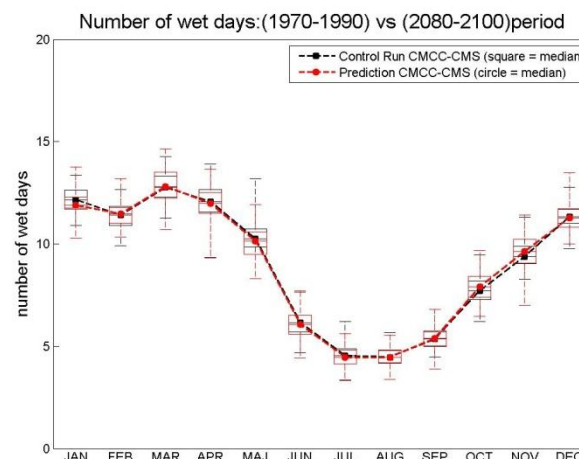 Number of wet days:(1970-1990) vs (2080-2100)period
20
Control Run CMCC-CMS (square = median
Prediction CMCC-CMS (circle = median)
15
10
5
0
number of wet days
JAN FEB MAR APR MAJ JUN JUL AUG SEP OCT NOV DEC